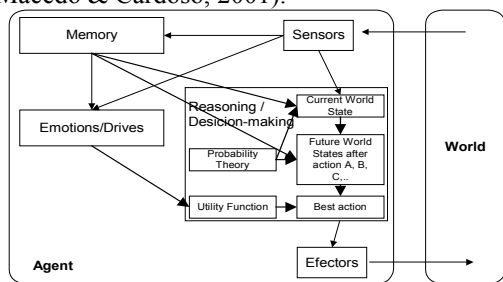 Macedo & Cardoso, 2001).
Memory
Sensors
Reasoning /
Desicion-making
Current World
State
Emotions/Drives
Probability
Theory
Future World
States after
action A, B,
C,..
World
Utility Function
Best action
Agent
Efectors